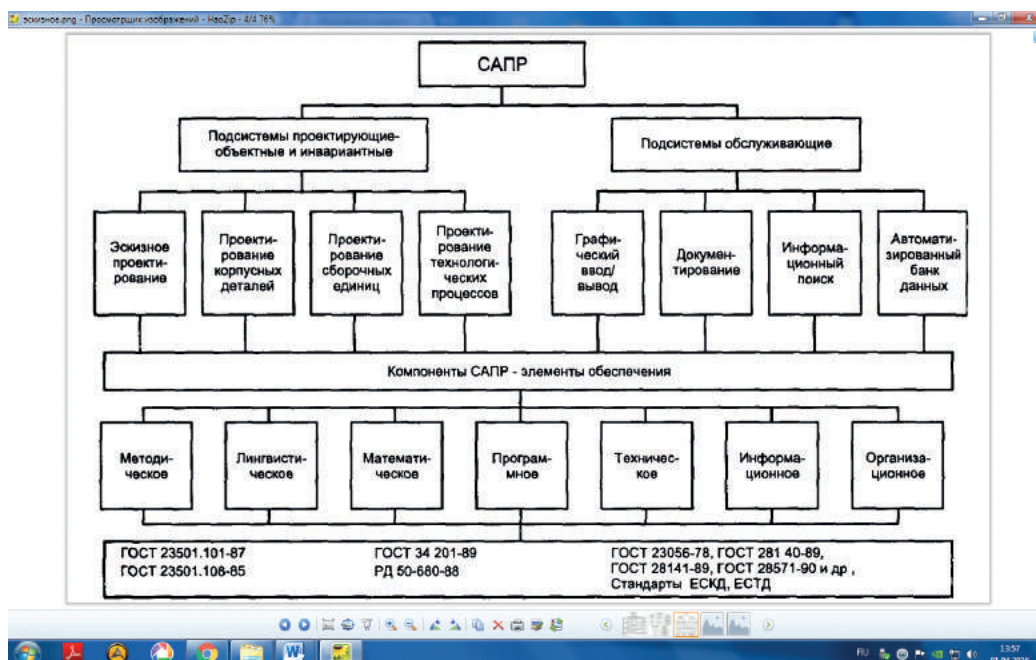 эскизное.png - Просмотрщик изображений - HaoZip - 4/4 76%
САПР
Подсистемы проектирующие-
объектные и инвариантные
Подсистемы обслуживающие
Эскизное
проекти-
рование
Проекти-
рование
корпусных
деталей
Проекти-
рование
сборочных
единиц
Проекти-
рование
технологи-
ческих
процессов
Графи-
ческий
ввод/
вывод
Докумен-
тирование
Информа-
ционный
поиск
Автомати-
зированный
банк
данных
Компоненты САПР - элементы обеспечения
Методи-
ческое
Лингвисти-
ческое
Математи-
ческое
Програм-
мное
Техничес-
кое
Информа-
ционное
Организа-
ционное
ГОСТ 23501.101-87
ГОСТ 23501.108-85
ГОСТ 34 201-89
РД 50-680-88
ГОСТ 23056-78, ГОСТ 281 40-89,
ГОСТ 28141-89, ГОСТ 28571-90 и др ,
Стандарты ЕСКД, ЕСТД
RU
13:57